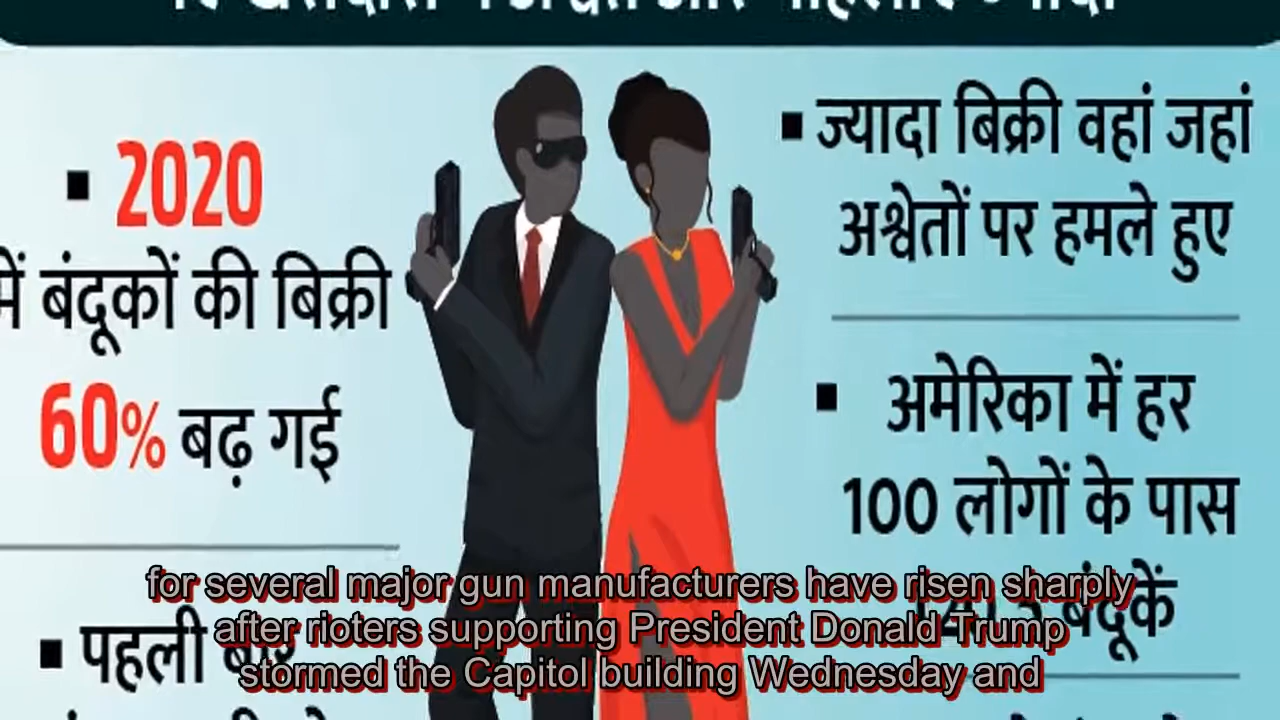 2020
में बंदूकों की बिक्री
60% बढ़ गई
पहली
ज्यादा बिक्री वहां जहां
अश्वेतों पर हमले हुए
अमेरिका में हर
100 लोगों के पास
बंदूकें
for several major gun manufacturers have risen sharply
after rioters supporting President Donald Trump
stormed the Capitol building Wednesday and